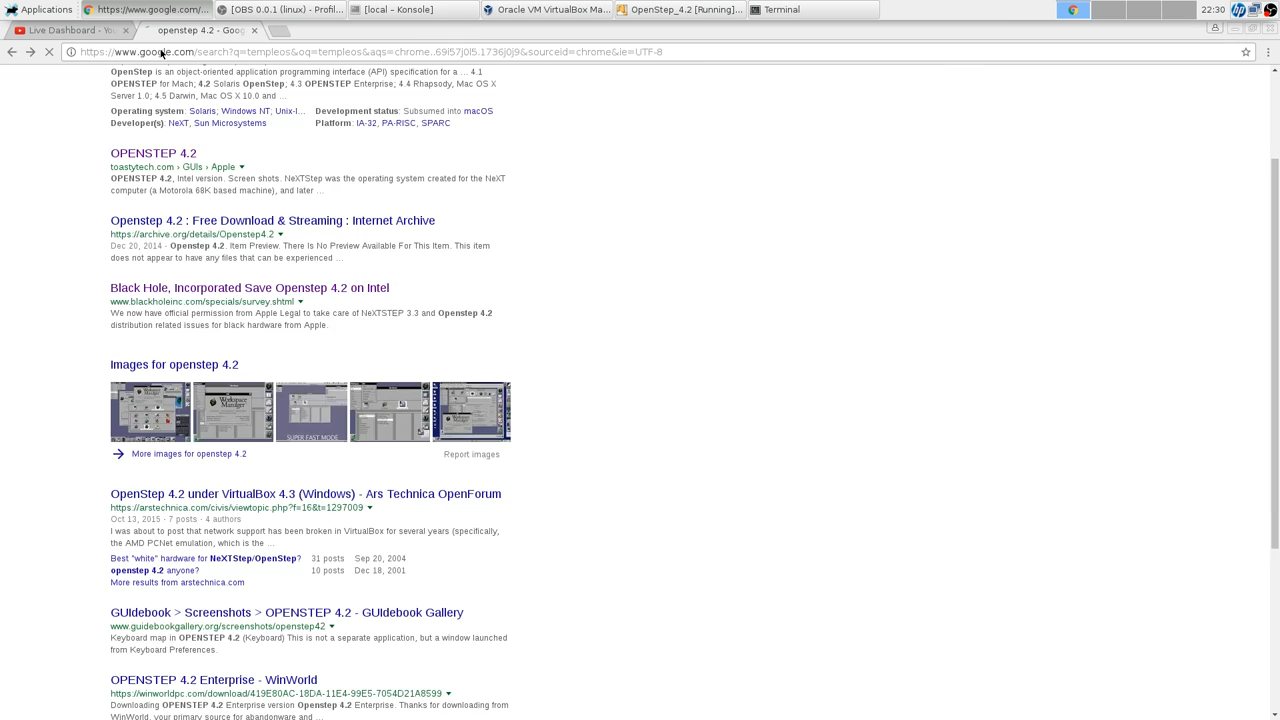 Applications
https://www.google.com/...
[OBS 0.0.1 (linux) - Profil...
[local - Konsole]
Oracle VM VirtualBox Ma...
OpenStep_4.2 [Running]...
Terminal
22:30
Live Dashboard - You
openstep 4.2 - Goog
https://www.google.com/search?q=templeos&oq=templeos&aqs=chrome..69i57j0l5.1736j0j9&sourceid=chrome&ie=UTF-8
OpenStep is an object-oriented application programming interface (API) specification for a ... 4.1
OPENSTEP for Mach; 4.2 Solaris OpenStep; 4.3 OPENSTEP Enterprise; 4.4 Rhapsody, Mac OS X
Server 1.0; 4.5 Darwin, Mac OS X 10.0 and ...
Operating system: Solaris; Windows NT; Unix-l... Development status: Subsumed into macOS
Developer(s): NeXT, Sun Microsystems Platform: IA-32, PA-RISC, SPARC
OPENSTEP 4.2
toastytech.com › GUIs › Apple
OPENSTEP 4.2, Intel version. Screen shots. NeXTStep was the operating system created for the NeXT
computer (a Motorola 68K based machine), and later ...
Openstep 4.2 : Free Download & Streaming : Internet Archive
https://archive.org/details/Openstep4.2
Dec 20, 2014 - Openstep 4.2. Item Preview. There Is No Preview Available For This Item. This item
does not appear to have any files that can be experienced ...
Black Hole, Incorporated Save Openstep 4.2 on Intel
www.blackholeinc.com/specials/survey.shtml
We now have official permission from Apple Legal to take care of NeXTSTEP 3.3 and Openstep 4.2
distribution related issues for black hardware from Apple.
Images for openstep 4.2
SUPER FAST MODE
More images for openstep 4.2
Report images
OpenStep 4.2 under VirtualBox 4.3 (Windows) - Ars Technica OpenForum
https://arstechnica.com/civis/viewtopic.php?f=16&t=1297009
Oct 13, 2015 - 7 posts - 4 authors
I was about to post that network support has been broken in VirtualBox for several years (specifically,
the AMD PCNet emulation, which is the ...
Best "white" hardware for NeXTStep/OpenStep? 31 posts Sep 20, 2004
openstep 4.2 anyone? 10 posts Dec 18, 2001
More results from arstechnica.com
GUIdebook > Screenshots > OPENSTEP 4.2 - GUIdebook Gallery
www.guidebookgallery.org/screenshots/openstep42
Keyboard map in OPENSTEP 4.2 (Keyboard) This is not a separate application, but a window launched
from Keyboard Preferences.
OPENSTEP 4.2 Enterprise - WinWorld
https://winworldpc.com/download/419E80AC-18DA-11E4-99E5-7054D21A8599
Downloading OPENSTEP 4.2 Enterprise version Openstep 4.2 Enterprise. Thanks for downloading from
WinWorld, your primary source for abandonware and ...